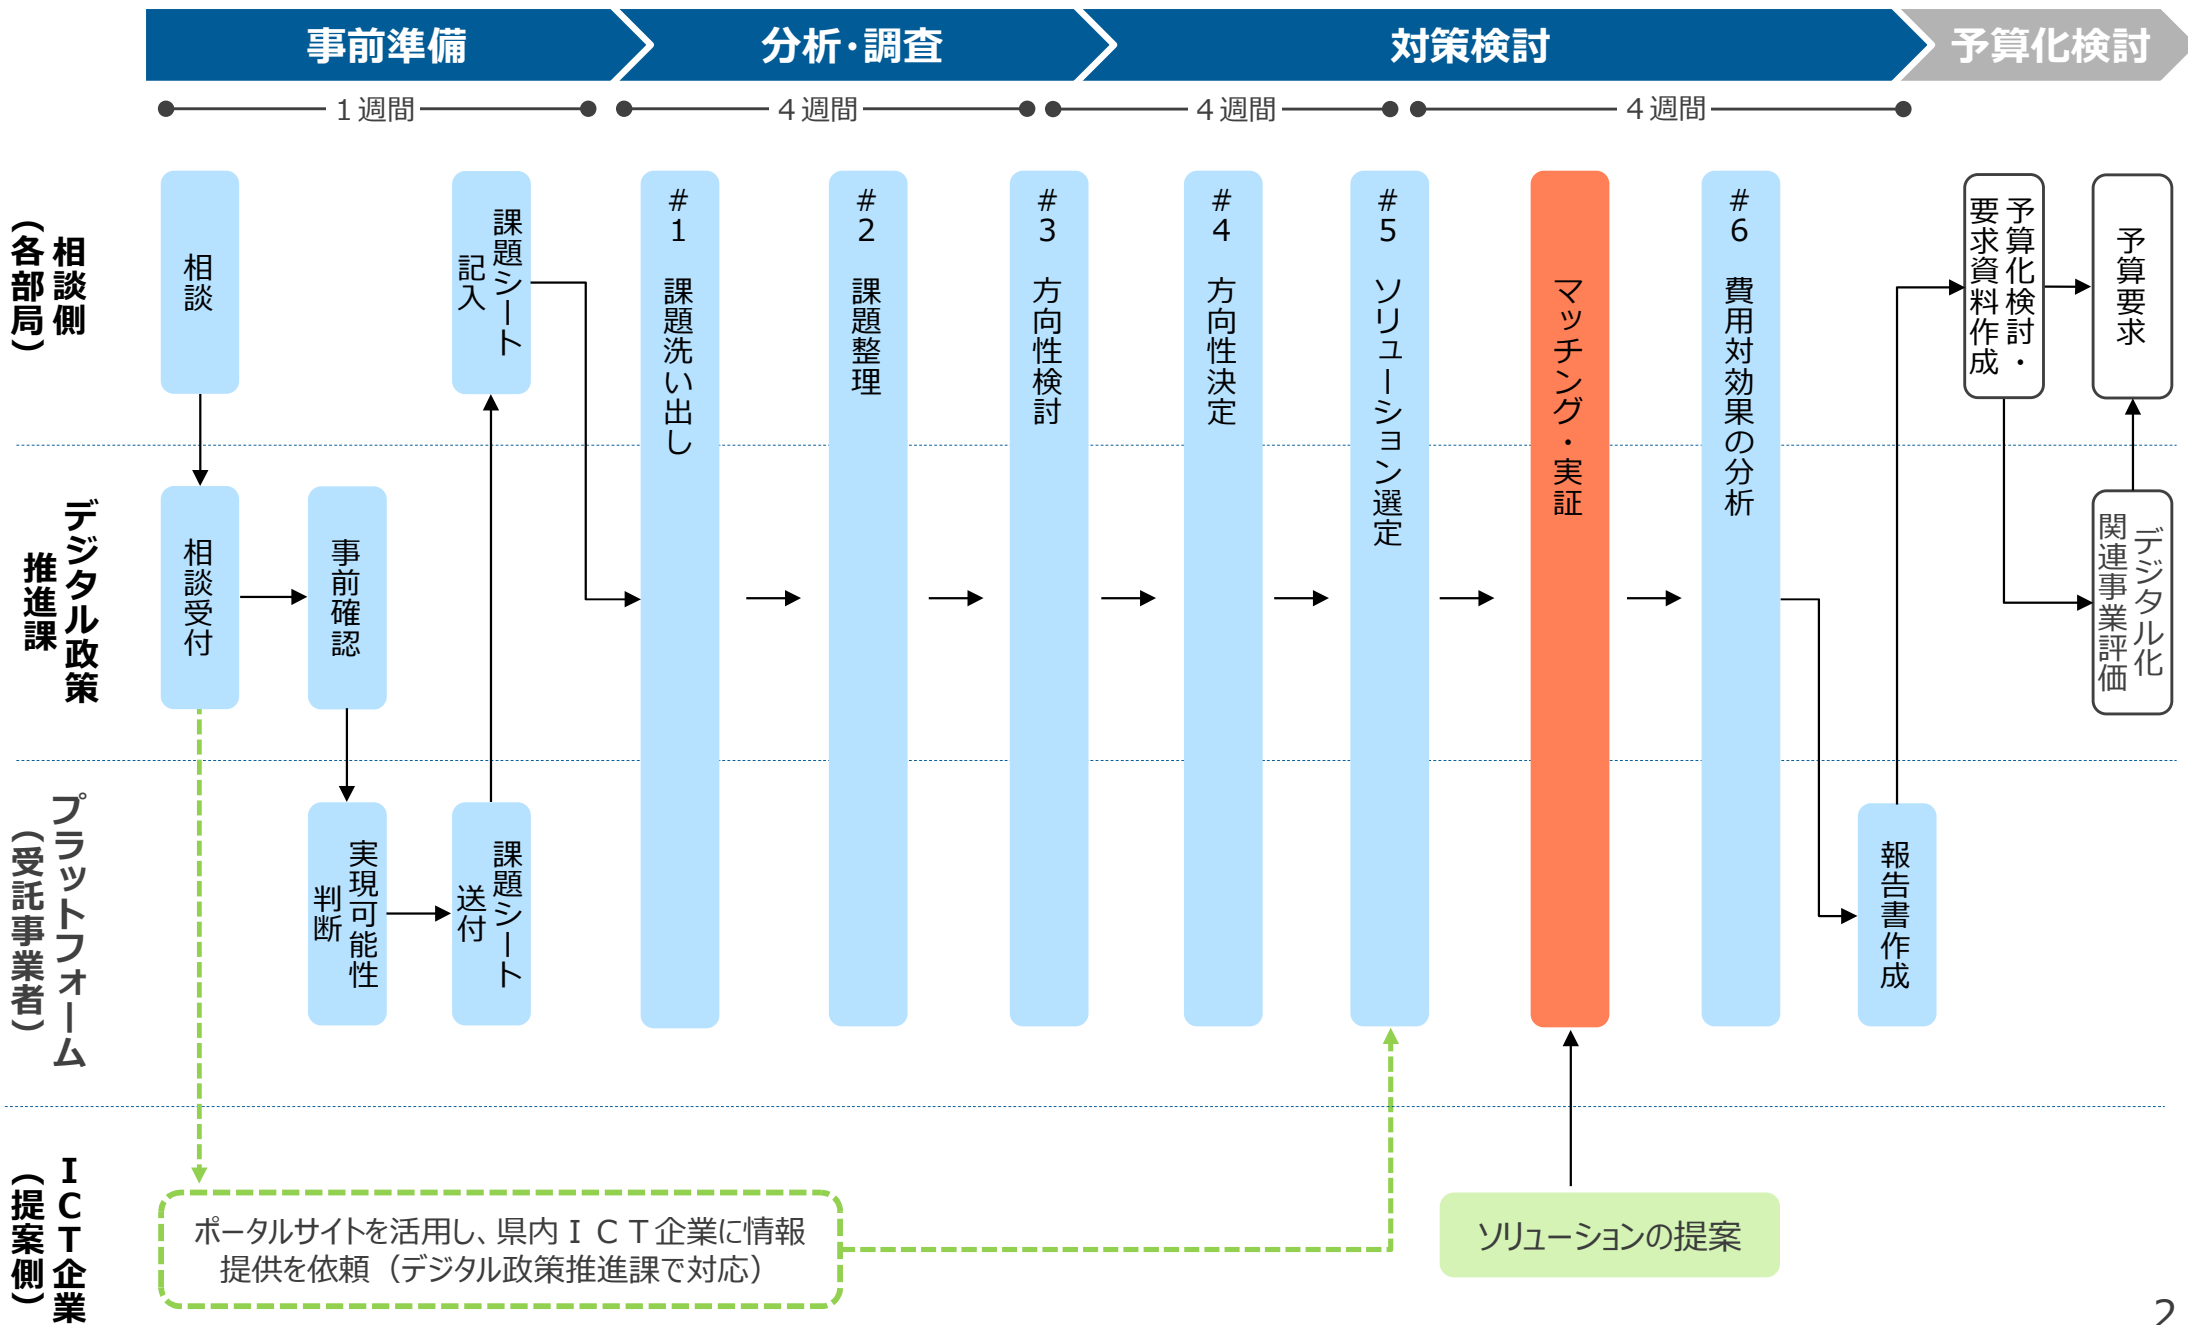 事前準備
分析・調査
対策検討
予算化検討
１週間
４週間
４週間
４週間
相談側
（各部局）
相談
課題シート
記入
＃１　課題洗い出し
＃２　課題整理
＃３　方向性検討
＃４　方向性決定
＃５　ソリューション選定
マッチング・実証
＃６　費用対効果の分析
予算化検討・
要求資料作成
予算要求
デジタル政策
推進課
相談受付
事前確認
デジタル化
関連事業評価
プラットフォーム
（受託事業者）
実現可能性
判断
課題シート
送付
報告書作成
ＩＣＴ企業
（提案側）
ポータルサイトを活用し、県内ＩＣＴ企業に情報
提供を依頼（デジタル政策推進課で対応）
ソリューションの提案
2